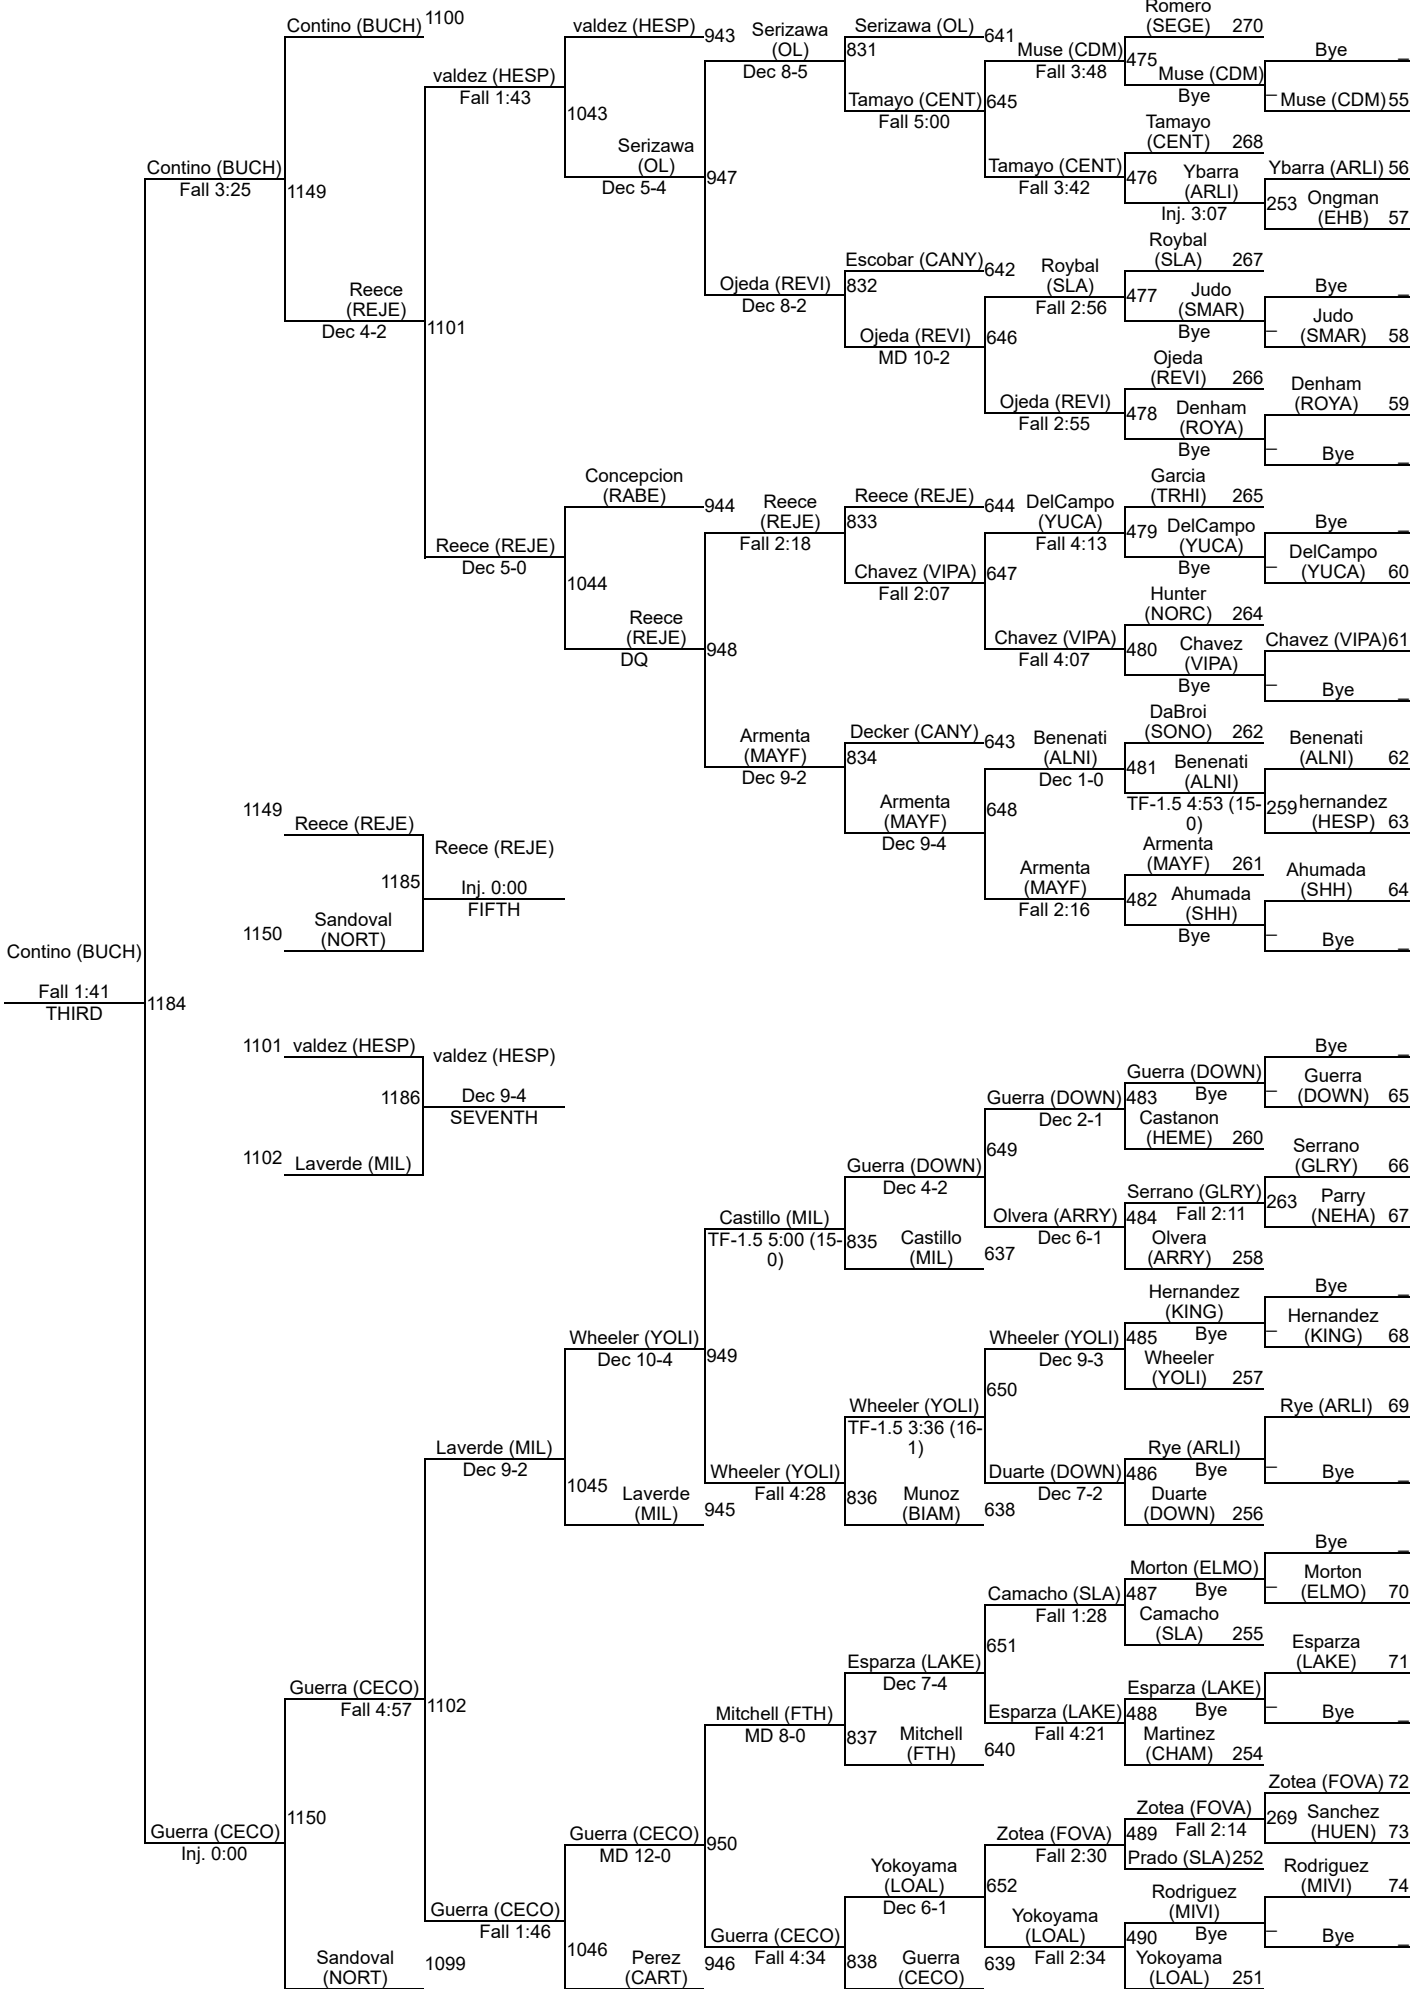 Contino (BUCH) 1100
valdez (HESP) 943
Serizawa
(OL)
Dec 8-5
Serizawa (OL) 641
831
Muse (CDM)
Fall 3:48
Romero
(SEGE) 270
475
Muse (CDM)
Bye
Bye _
_ Muse (CDM) 55
valdez (HESP)
Fall 1:43
1043
Tamayo (CENT) 645
Fall 5:00
Tamayo
(CENT) 268
Serizawa
(OL)
Dec 5-4
947
Tamayo (CENT)
Fall 3:42
476
Ybarra
(ARLI)
Inj. 3:07
Ybarra (ARLI) 56
253
Ongman
(EHB) 57
Contino (BUCH)
Fall 3:25
1149
Roybal
(SLA) 267
Escobar (CANY) 642
832
Ojeda (REVI)
Dec 8-2
Roybal
(SLA)
Fall 2:56
477
Judo
(SMAR)
Bye
Bye _
_
Judo
(SMAR) 58
Reece
(REJE)
Dec 4-2
1101
Ojeda (REVI)
MD 10-2
646
Ojeda
(REVI) 266
Ojeda (REVI)
Fall 2:55
478
Denham
(ROYA)
Bye
Denham
(ROYA) 59
_ Bye _
Concepcion
(RABE) 944
Reece
(REJE)
Fall 2:18
Reece (REJE) 644
833
DelCampo
(YUCA)
Fall 4:13
Garcia
(TRHI) 265
479
DelCampo
(YUCA)
Bye
Bye _
_
DelCampo
(YUCA) 60
Reece (REJE)
Dec 5-0
1044
Chavez (VIPA) 647
Fall 2:07
Hunter
(NORC) 264
Reece
(REJE)
DQ
948
Chavez (VIPA)
Fall 4:07
480
Chavez
(VIPA)
Bye
Chavez (VIPA) 61
_ Bye _
Armenta
(MAYF)
Dec 9-2
Decker (CANY) 643
834
Benenati
(ALNI)
Dec 1-0
DaBroi
(SONO) 262
481
Benenati
(ALNI)
TF-1.5 4:53 (15-
0)
Benenati
(ALNI) 62
259
hernandez
(HESP) 63
Armenta
(MAYF)
Dec 9-4
648
Armenta
(MAYF) 261
Armenta
(MAYF)
Fall 2:16
482
Ahumada
(SHH)
Bye
Ahumada
(SHH) 64
_ Bye _
1149
Reece (REJE)
Reece (REJE)
1185
Inj. 0:00
FIFTH
1150
Sandoval
(NORT)
Contino (BUCH)
Fall 1:41
THIRD
1184
1101 valdez (HESP)
valdez (HESP)
1186
Dec 9-4
SEVENTH
1102 Laverde (MIL)
Bye _
Guerra (DOWN)
483 Bye
_
Guerra
(DOWN) 65
Guerra (DOWN)
Dec 2-1
Castanon
(HEME) 260
649
Guerra (DOWN)
Dec 4-2
Serrano
(GLRY) 66
Serrano (GLRY)
484 Fall 2:11
263
Parry
(NEHA) 67
Castillo (MIL)
TF-1.5 5:00 (15-
0)
835
Castillo
(MIL) 637
Olvera (ARRY)
Dec 6-1
Olvera
(ARRY) 258
Wheeler (YOLI)
Dec 10-4
949
Wheeler (YOLI)
Dec 9-3
Hernandez
(KING)
485 Bye
Wheeler
(YOLI) 257
Bye _
_
Hernandez
(KING) 68
650
Wheeler (YOLI)
TF-1.5 3:36 (16-
1)
Laverde (MIL)
Dec 9-2
Wheeler (YOLI)
Fall 4:28
Duarte (DOWN)
Dec 7-2
Rye (ARLI)
486 Bye
Duarte
(DOWN) 256
Rye (ARLI) 69
_ Bye _
1045
Laverde
(MIL) 945
836
Munoz
(BIAM) 638
Bye _
Morton (ELMO)
487 Bye
_
Morton
(ELMO) 70
Camacho (SLA)
Fall 1:28
Camacho
(SLA) 255
651
Esparza (LAKE)
Dec 7-4
Esparza
(LAKE) 71
Guerra (CECO)
Fall 4:57
1102
Mitchell (FTH)
MD 8-0
837
Mitchell
(FTH) 640
Esparza (LAKE)
Fall 4:21
Esparza (LAKE)
488 Bye
Martinez
(CHAM) 254
_ Bye _
Zotea (FOVA) 72
Zotea (FOVA)
489 Fall 2:14
269
Sanchez
(HUEN) 73
1150
Guerra (CECO)
Inj. 0:00
Guerra (CECO)
MD 12-0
950
Zotea (FOVA)
Fall 2:30
Prado (SLA) 252
Yokoyama
(LOAL)
Dec 6-1
652
Rodriguez
(MIVI)
490 Bye
Rodriguez
(MIVI) 74
_ Bye _
Guerra (CECO)
Fall 1:46
Guerra (CECO)
Fall 4:34
Yokoyama
(LOAL)
Fall 2:34
Sandoval
(NORT) 1099
1046
Perez
(CART) 946
838
Guerra
(CECO) 639
Yokoyama
(LOAL) 251